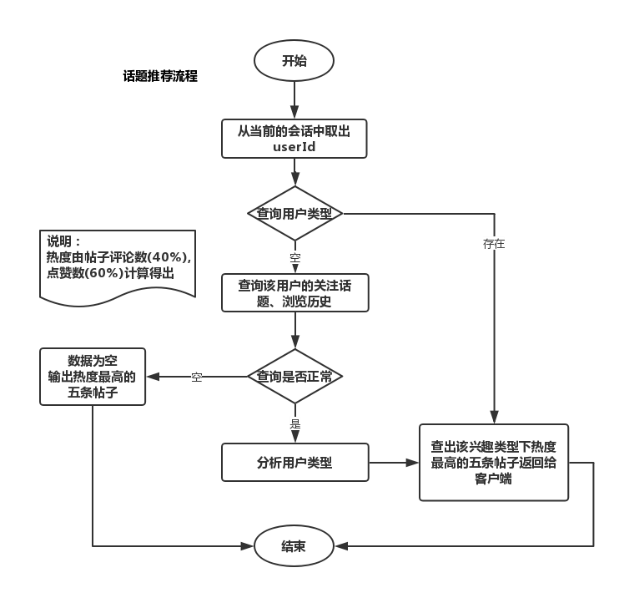 开始
话题推荐流程
从当前的会话中取出
userId
查询用户类型
存在
说明：
热度由帖子评论数(40%),
点赞数(60%)计算得出
空
查询该用户的关注话
题、浏览历史
数据为空
输出热度最高的
五条帖子
空
查询是否正常
是
分析用户类型
查出该兴趣类型下热度
最高的五条帖子返回给
客户端
结束